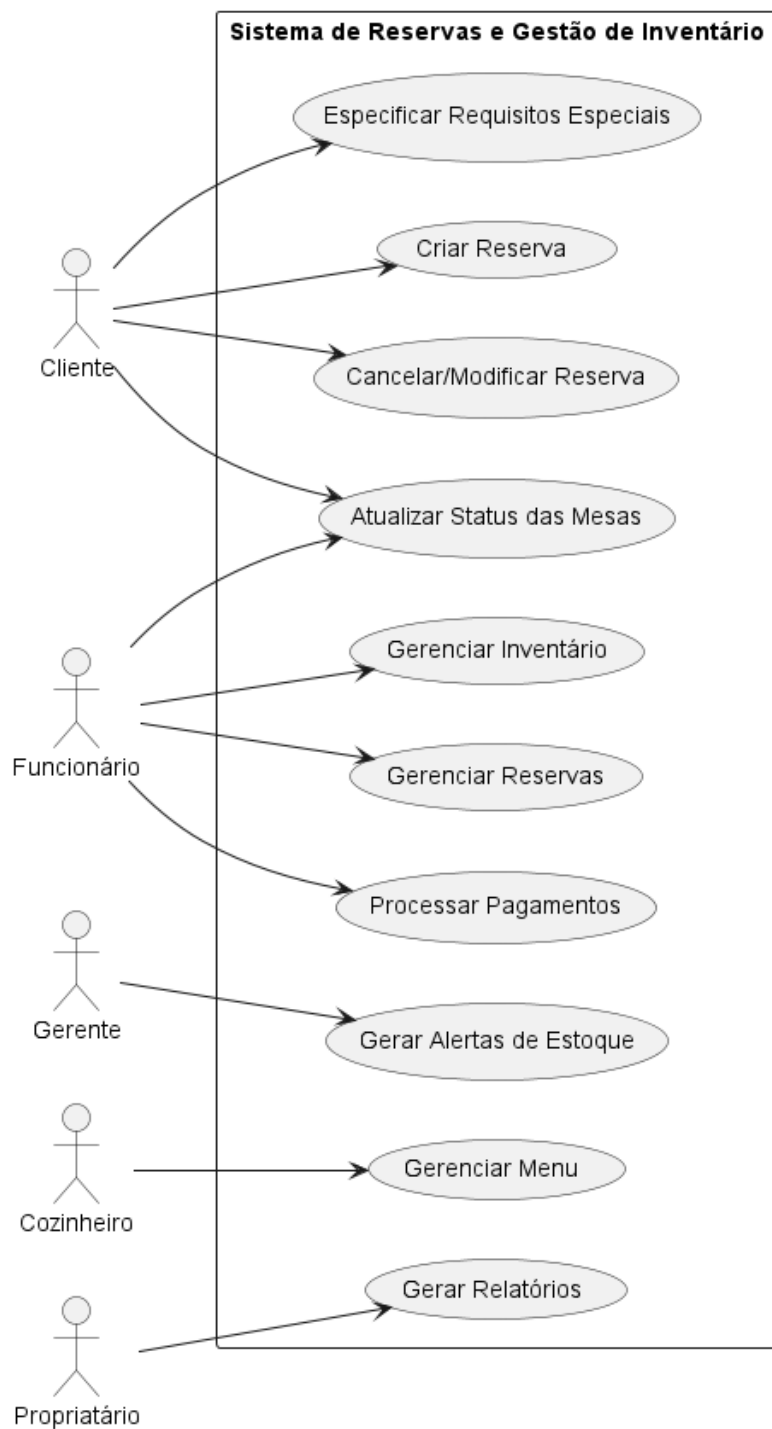 Sistema de Reservas e Gestão de Inventário
Especificar Requisitos Especiais
Criar Reserva
Cliente
Cancelar/Modificar Reserva
Atualizar Status das Mesas
Gerenciar Inventário
Funcionário
Gerenciar Reservas
Processar Pagamentos
Gerente
Gerar Alertas de Estoque
Gerenciar Menu
Cozinheiro
Gerar Relatórios
Propriatário